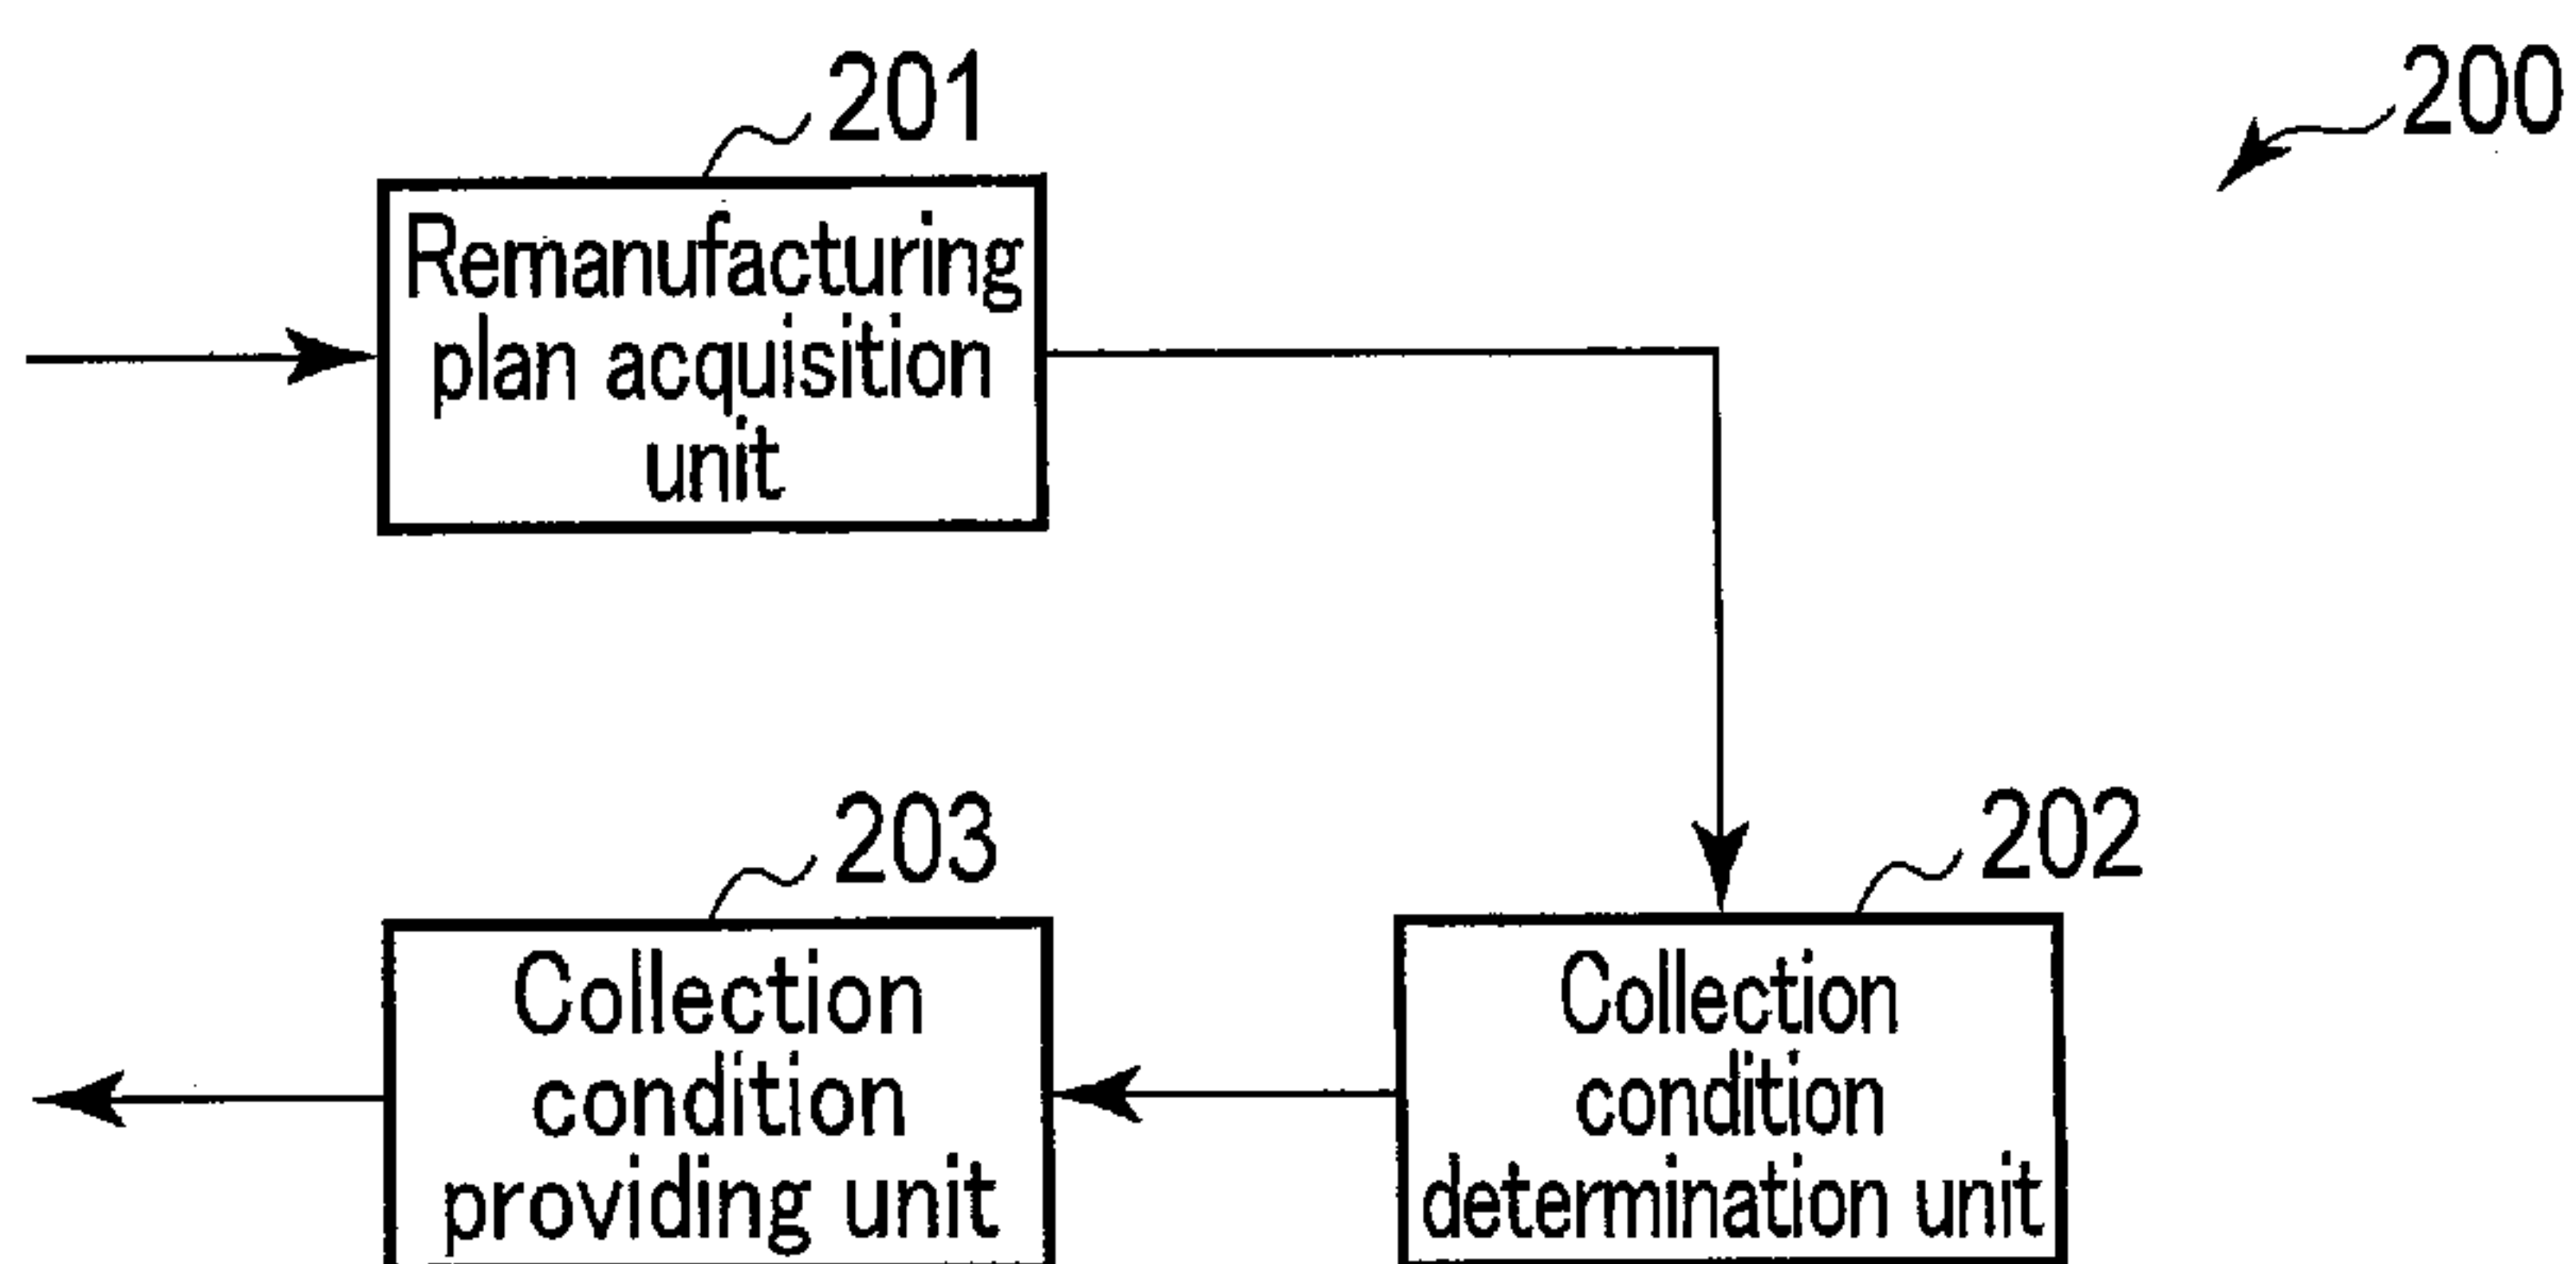 201
200
Remanufacturing
plan acquisition
unit
203
202
Collection
condition
providing unit
Collection
condition
determination unit